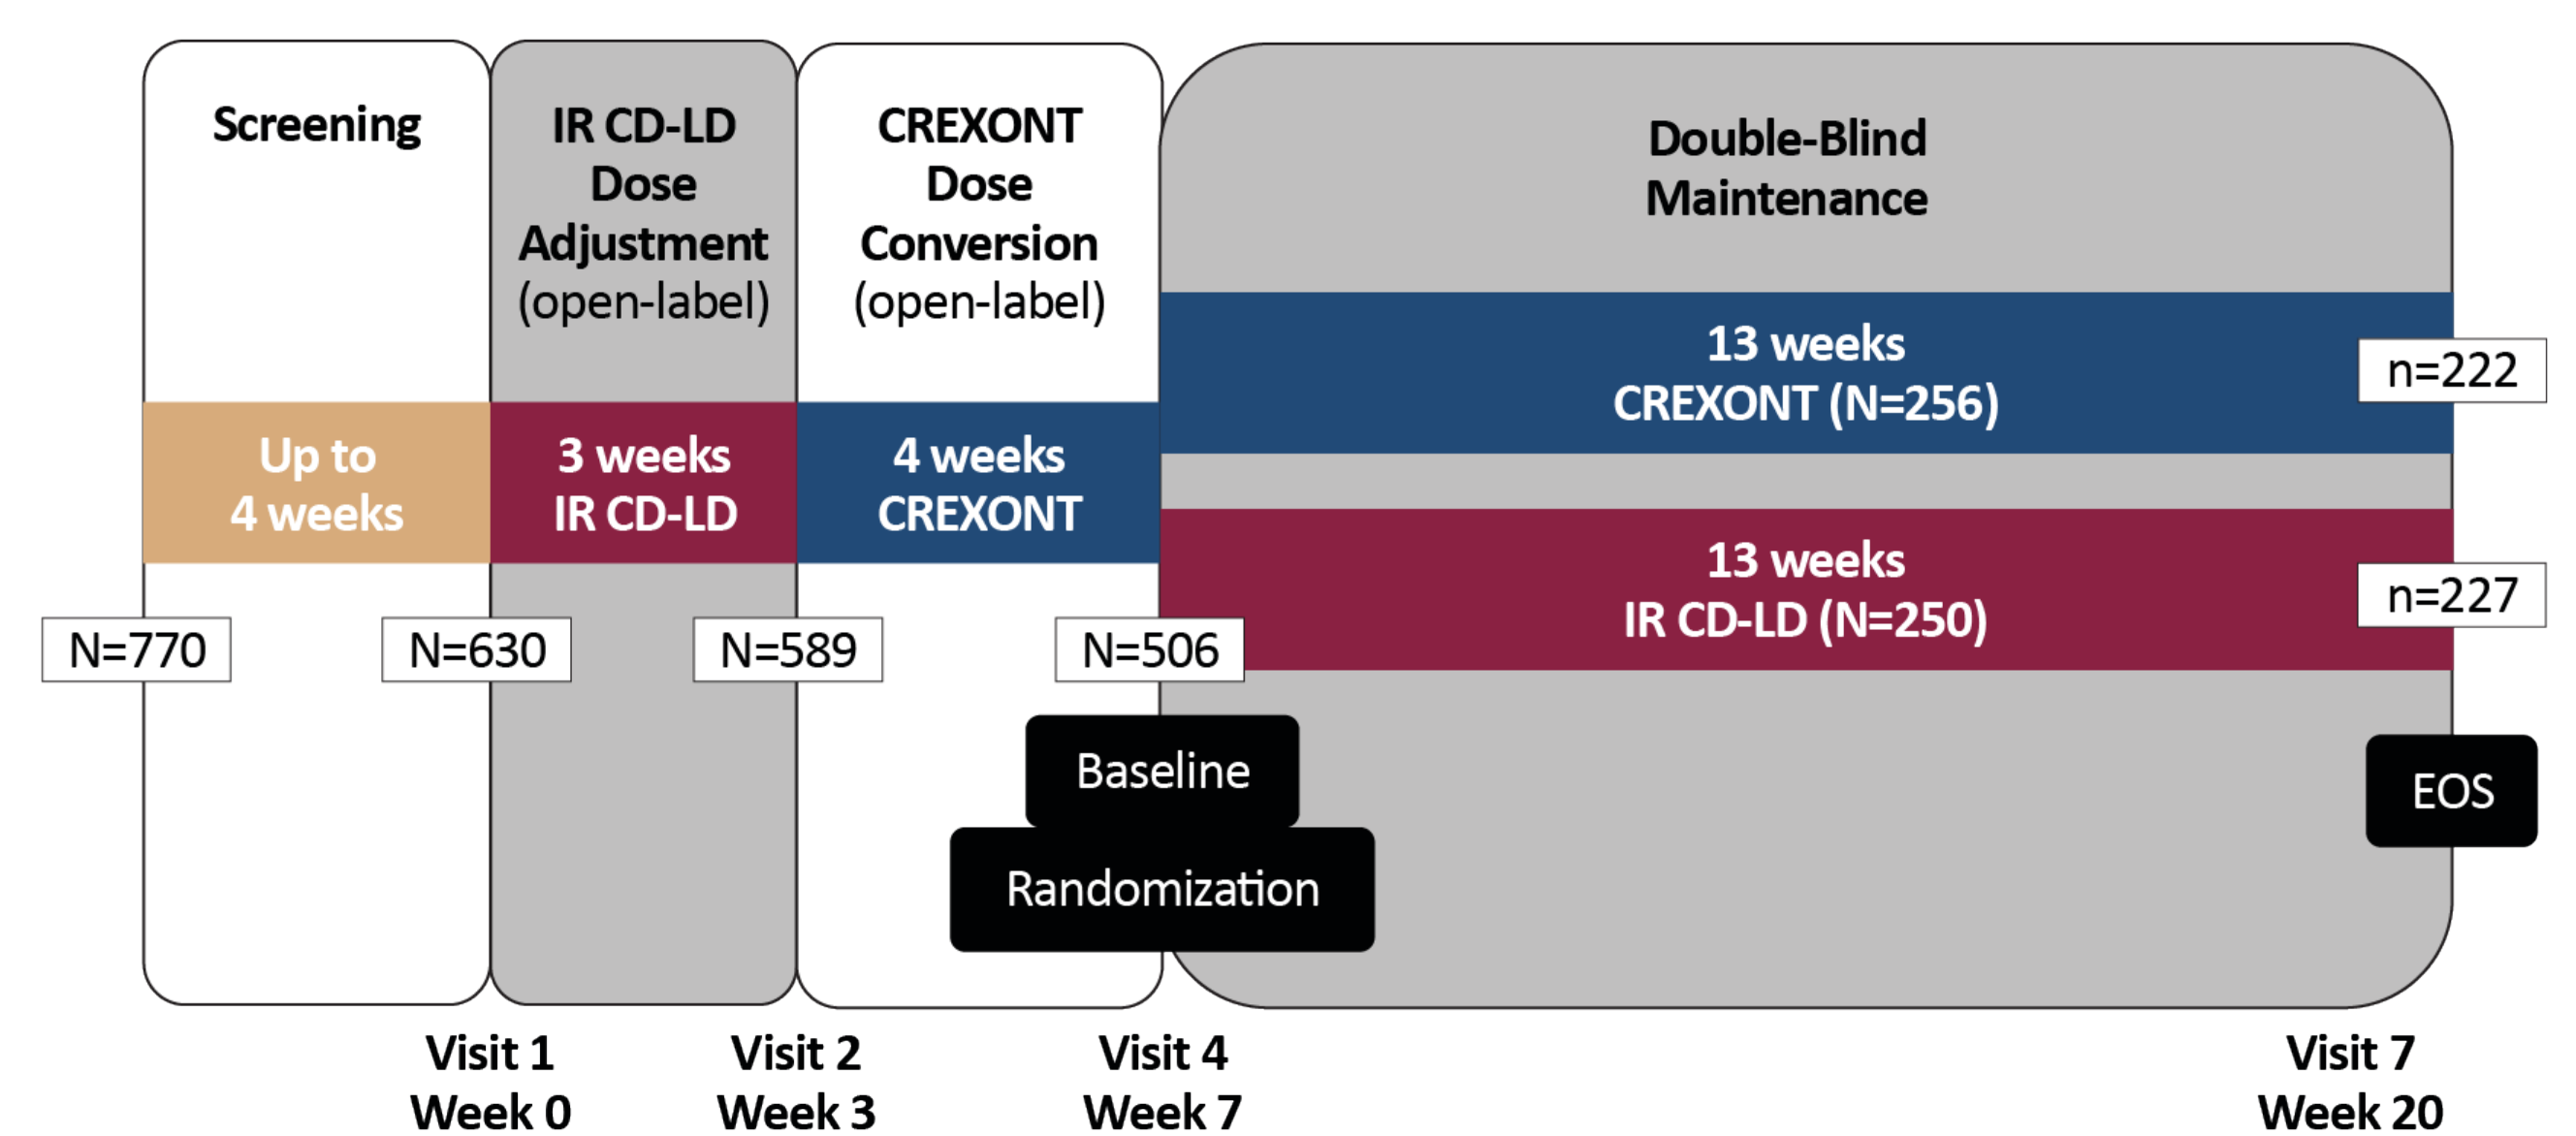 Screening
IR CD-LD
Dose
Adjustment
(open-label)
CREXONT
Dose
Conversion
(open-label)
Double-Blind
Maintenance
Up to
4 weeks
3 weeks
IR CD-LD
4 weeks
CREXONT
13 weeks
CREXONT (N=256)
n=222
13 weeks
IR CD-LD (N=250)
n=227
N=770
N=630
N=589
N=506
Baseline
Randomization
EOS
Visit 1
Week 0
Visit 2
Week 3
Visit 4
Week 7
Visit 7
Week 20